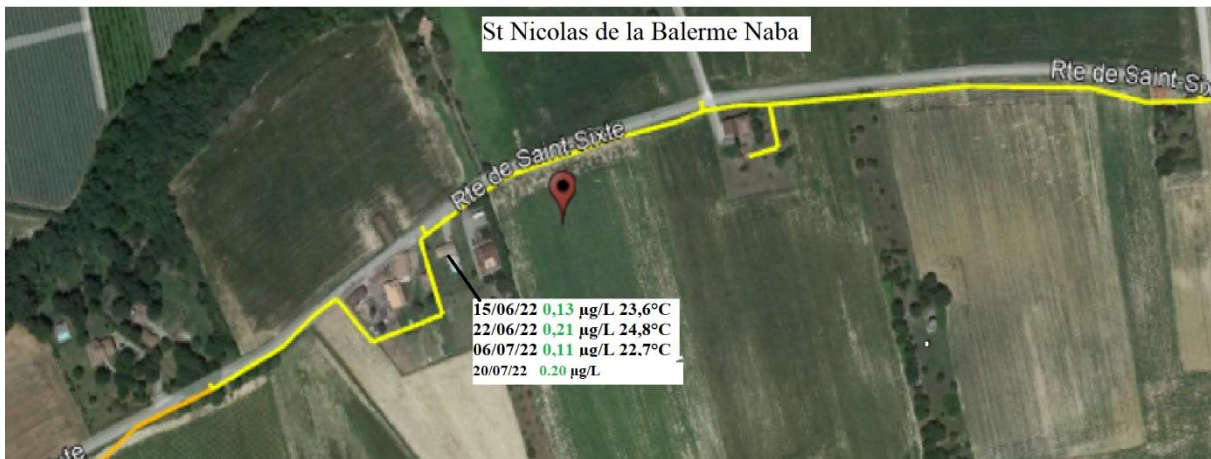 St Nicolas de la Balerme Naba
Rte de Saint-Six
Rte de Saint-Sixte
15/06/22 0,13 µg/L 23,6°C
22/06/22 0,21 µg/L 24,8°C
06/07/22 0,11 µg/L 22,7°C
20/07/22 0.20 µg/L